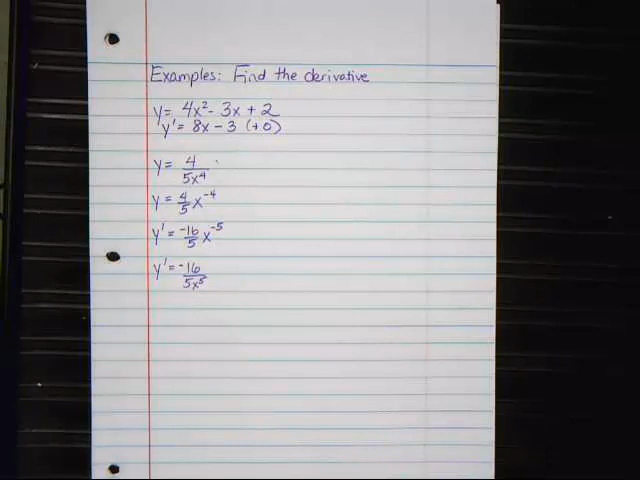 Examples: Find the derivative
y = 4x² - 3x + 2
y' = 8x - 3 (+0)
y = 4/5x⁴
y = 4/5 x⁻⁴
y' = -16/5 x⁻⁵
y' = -16/5x⁵